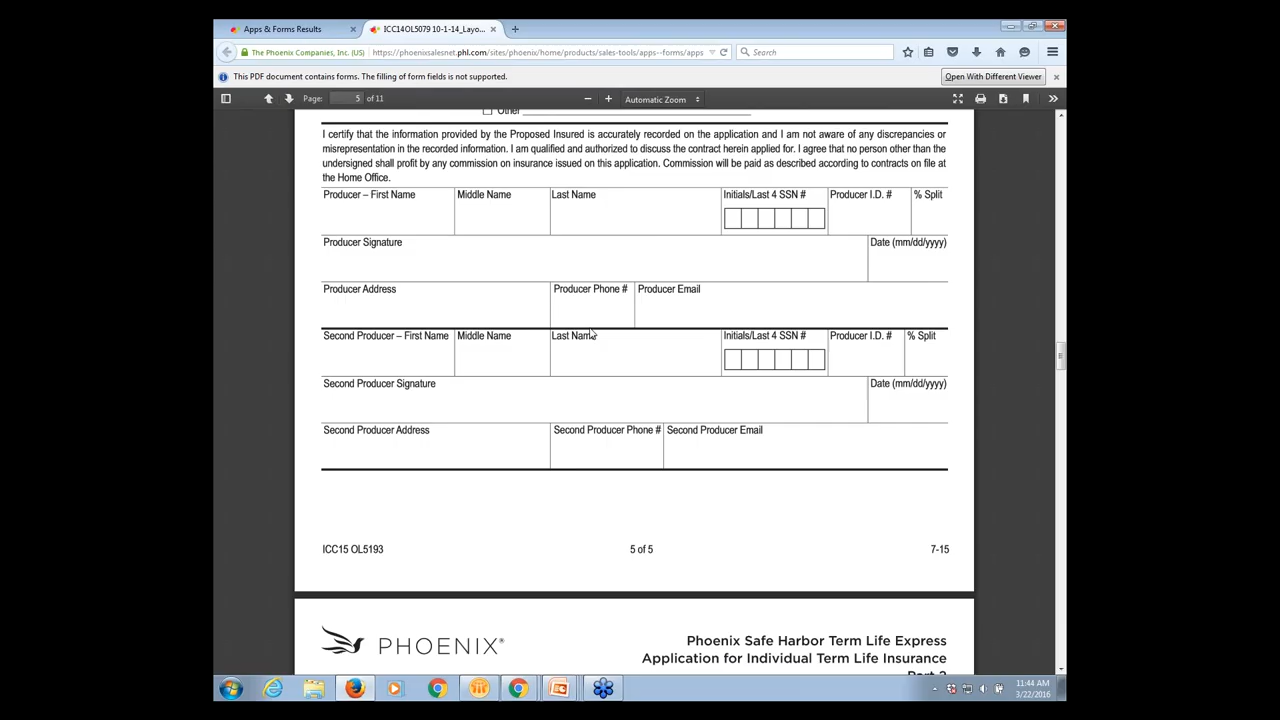 Apps & Forms Results
ICC14OL5079 10-1-14_Layo...
The Phoenix Companies, Inc. (US)
https://phoenixsalesnet.phl.com/sites/phoenix/home/products/sales-tools/apps--forms/apps
Search
This PDF document contains forms. The filling of form fields is not supported.
Open With Different Viewer
Page: 5 of 11
Automatic Zoom
Other
I certify that the information provided by the Proposed Insured is accurately recorded on the application and I am not aware of any discrepancies or
misrepresentation in the recorded information. I am qualified and authorized to discuss the contract herein applied for. I agree that no person other than the
undersigned shall profit by any commission on insurance issued on this application. Commission will be paid as described according to contracts on file at
the Home Office.
Producer – First Name Middle Name Last Name Initials/Last 4 SSN # Producer I.D. # % Split
Producer Signature Date (mm/dd/yyyy)
Producer Address Producer Phone # Producer Email
Second Producer – First Name Middle Name Last Name Initials/Last 4 SSN # Producer I.D. # % Split
Second Producer Signature Date (mm/dd/yyyy)
Second Producer Address Second Producer Phone # Second Producer Email
ICC15 OL5193 5 of 5 7-15
PHOENIX®
Phoenix Safe Harbor Term Life Express
Application for Individual Term Life Insurance
Part 2
11:44 AM
3/22/2016